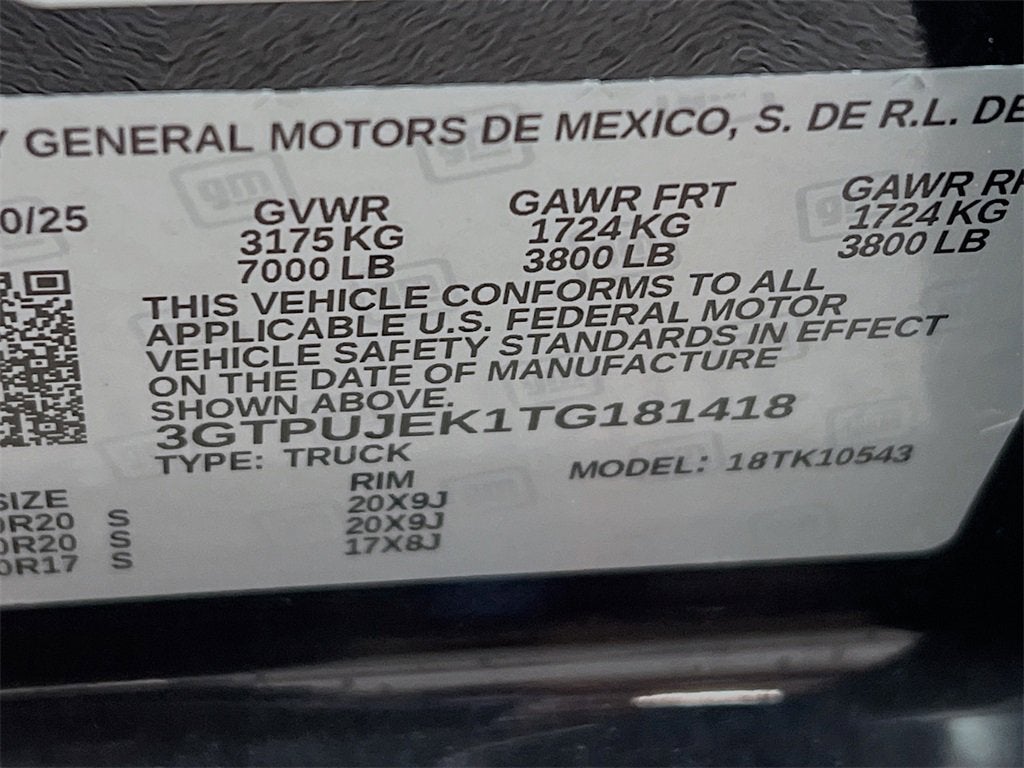 Y GENERAL MOTORS DE MEXICO, S. DE R.L. DE
0/25
GVWR GAWR FRT GAWR RR
3175 KG 1724 KG 1724 KG
7000 LB 3800 LB 3800 LB
THIS VEHICLE CONFORMS TO ALL
APPLICABLE U.S. FEDERAL MOTOR
VEHICLE SAFETY STANDARDS IN EFFECT
ON THE DATE OF MANUFACTURE
SHOWN ABOVE.
3GTPUJEK1TG181418
TYPE: TRUCK MODEL: 18TK10543
SIZE RIM
0R20 S 20X9J
0R20 S 20X9J
0R17 S 17X8J